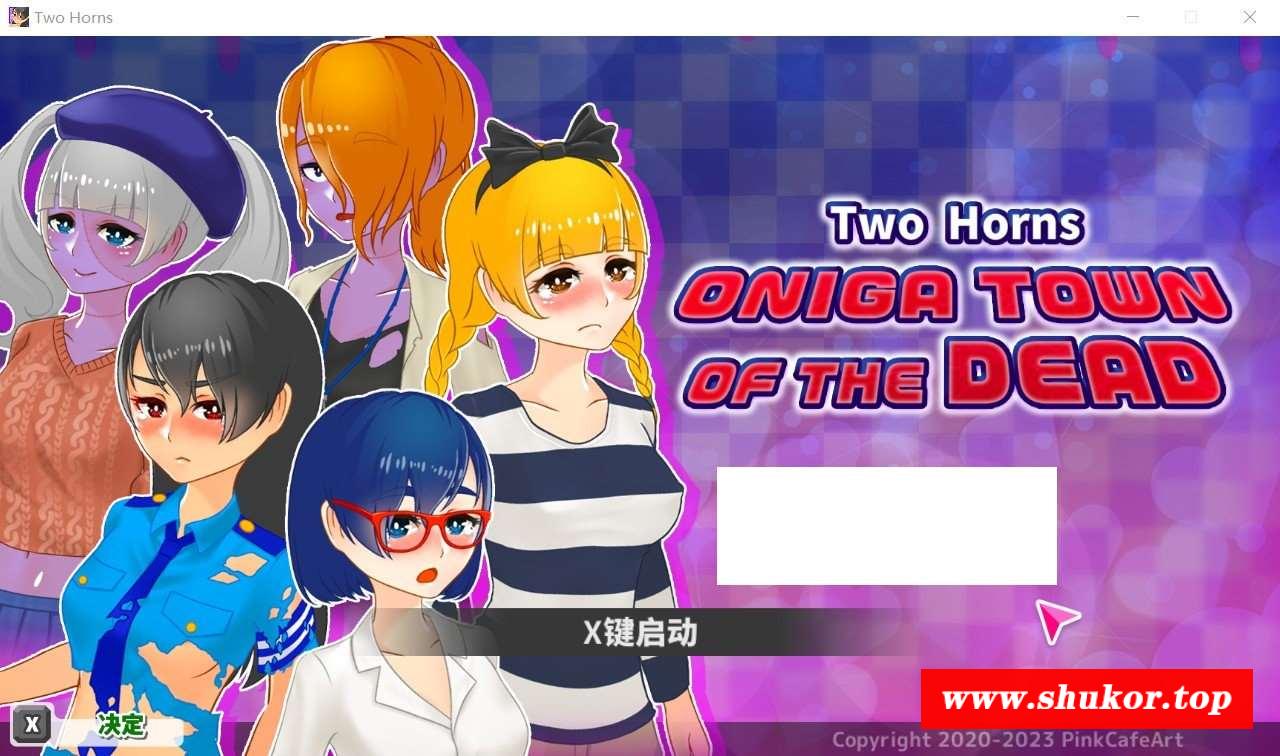 Two Horns
Two Horns
ONIGA TOWN
OF THE DEAD
X键启动
www.shukor.top
X 决定
Copyright 2020-2023 PinkCafeArt